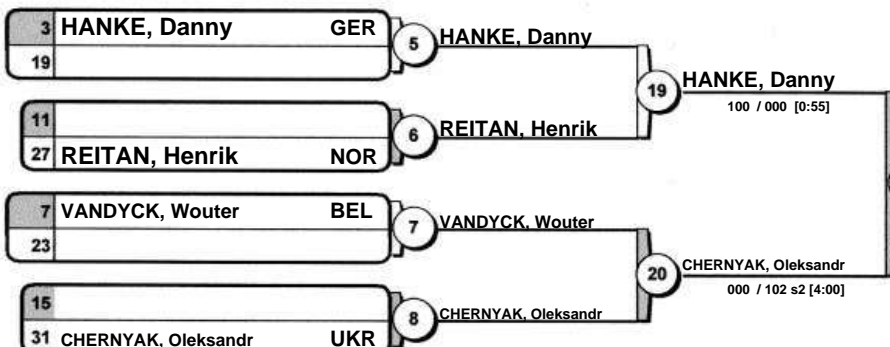 3 HANKE, Danny GER
19
5 HANKE, Danny
11
27 REITAN, Henrik NOR
6 REITAN, Henrik
19 HANKE, Danny
100 / 000 [0:55]
7 VANDYCK, Wouter BEL
23
7 VANDYCK, Wouter
15
31 CHERNYAK, Oleksandr UKR
8 CHERNYAK, Oleksandr
20 CHERNYAK, Oleksandr
000 / 102 s2 [4:00]